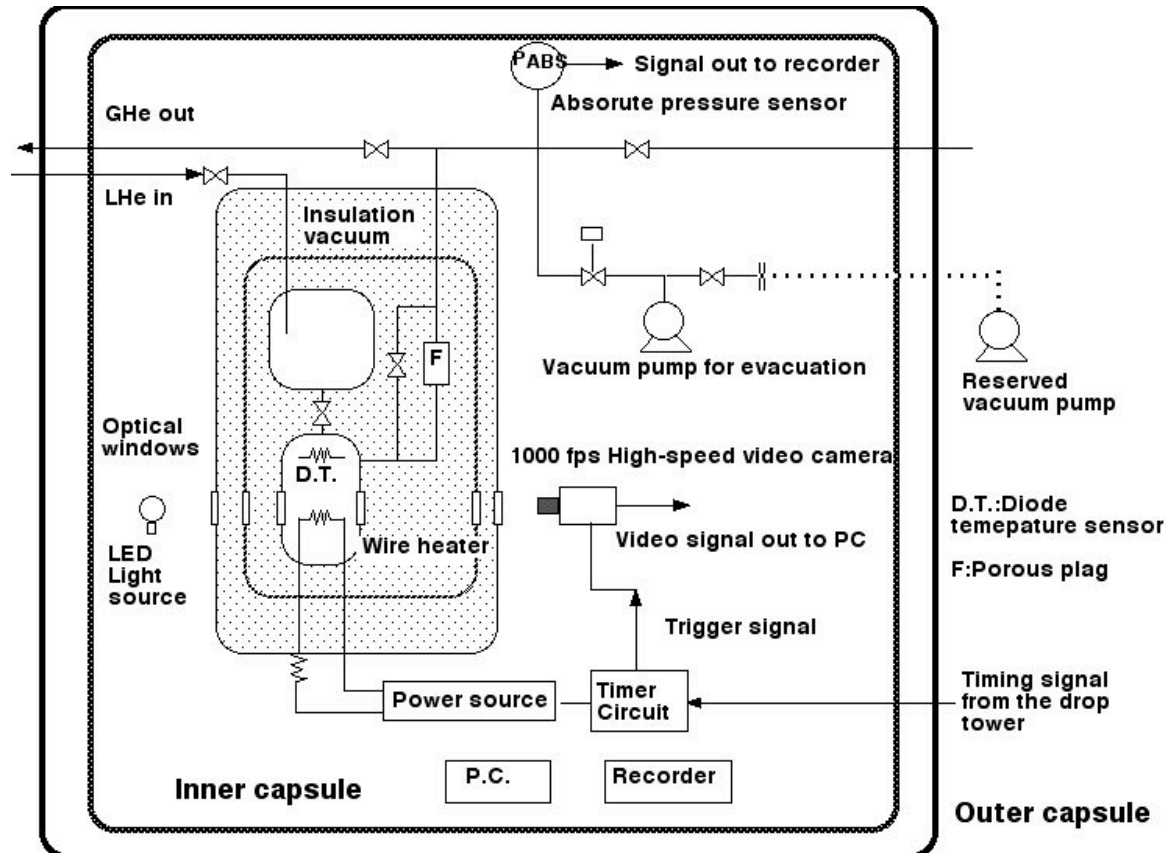 PABS
Signal out to recorder
Absorute pressure sensor
GHe out
LHe in
Insulation
vacuum
F
Vacuum pump for evacuation
Reserved
vacuum pump
Optical
windows
D.T.
1000 fps High-speed video camera
D.T.:Diode
temepature sensor
LED
Light
source
Wire heater
Video signal out to PC
F:Porous plag
Trigger signal
Power source
Timer
Circuit
Timing signal
from the drop
tower
Inner capsule
P.C.
Recorder
Outer capsule